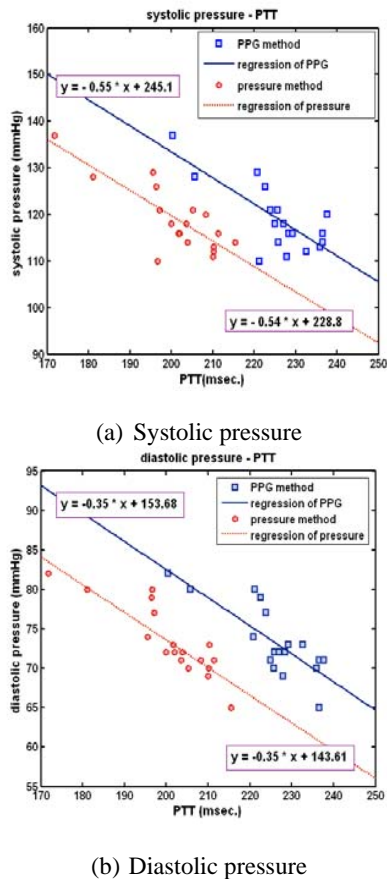 systolic pressure - PTT
160
150
140
130
120
110
100
90
170 180 190 200 210 220 230 240 250
systolic pressure (mmHg)
PTT(msec.)
PPG method
regression of PPG
pressure method
regression of pressure
y = - 0.55 * x + 245.1
y = - 0.54 * x + 228.8
(a) Systolic pressure
diastolic pressure - PTT
95
90
85
80
75
70
65
60
55
170 180 190 200 210 220 230 240 250
diastolic pressure (mmHg)
PTT (msec.)
PPG method
regression of PPG
pressure method
regression of pressure
y = -0.35 * x + 153.68
y = -0.35 * x + 143.61
(b) Diastolic pressure